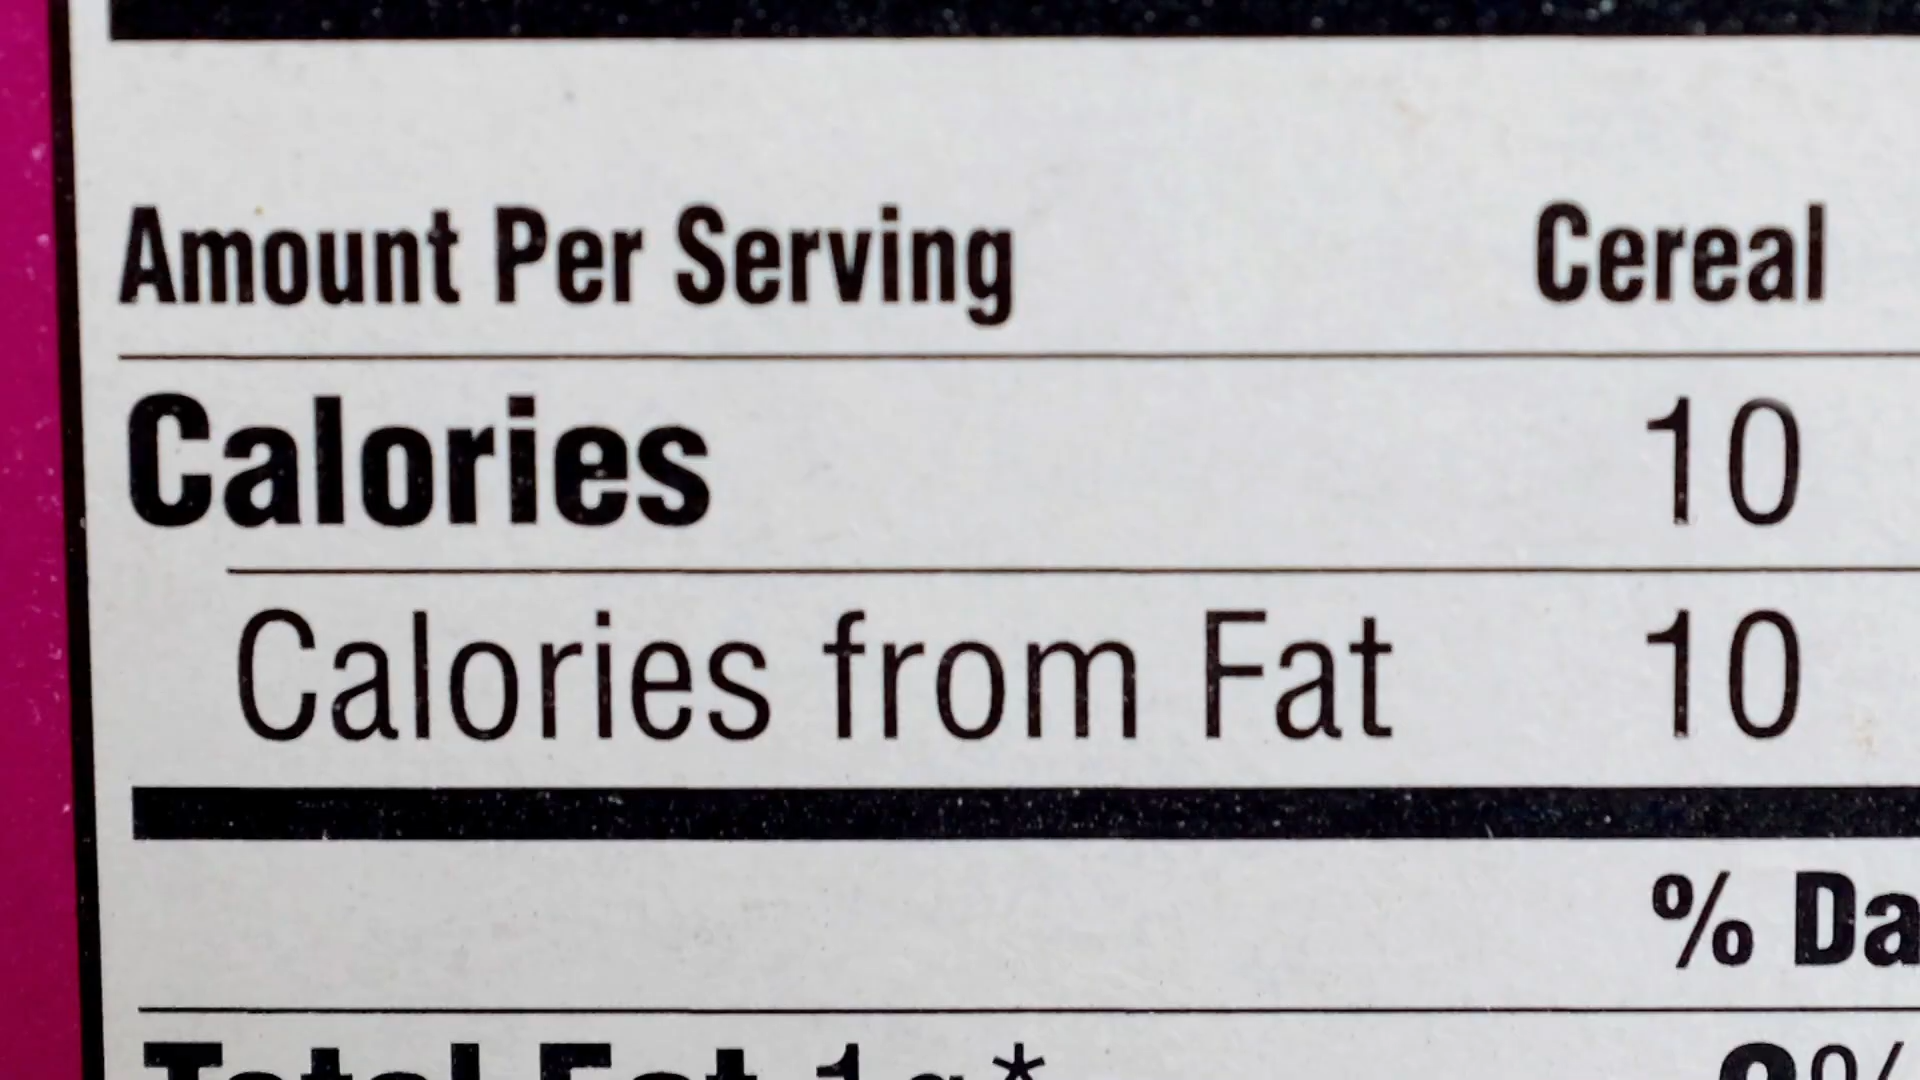 Amount Per Serving Cereal
Calories 10
Calories from Fat 10
% Da
Total Fat 1g*